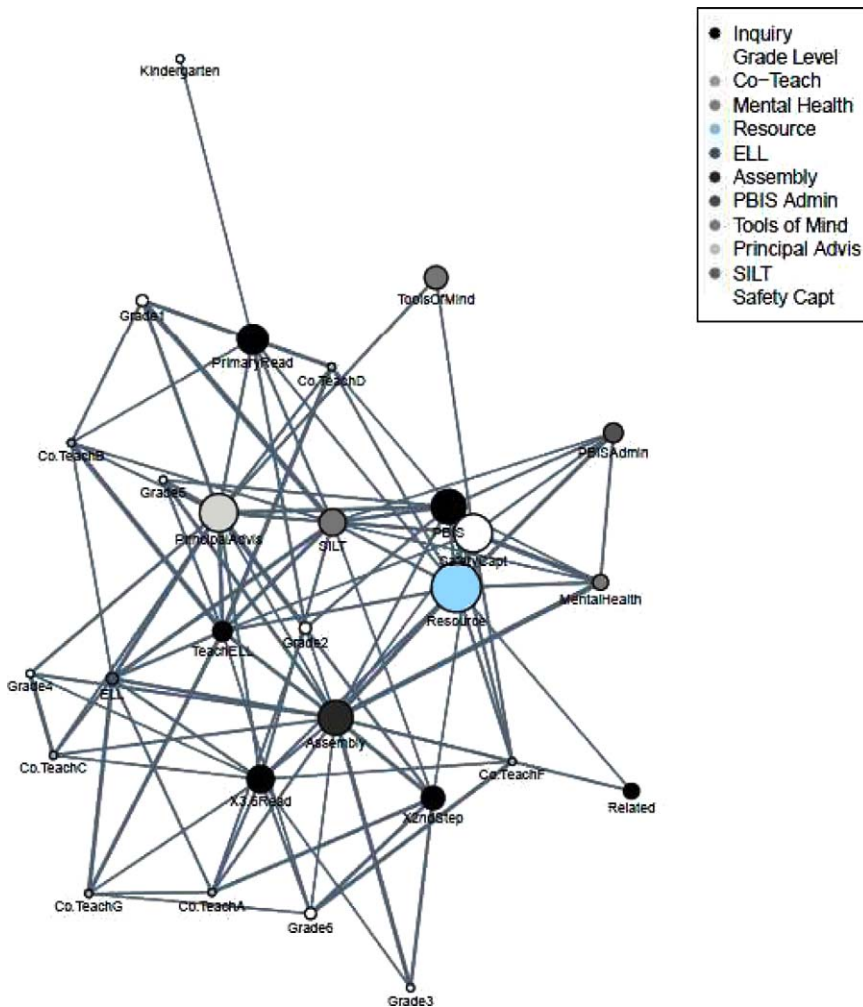 Inquiry
Grade Level
Co-Teach
Mental Health
Resource
ELL
Assembly
PBIS Admin
Tools of Mind
Principal Advis
SILT
Safety Capt
Kindergarten
ToolsOfMind
Grade1
PrimaryRead
Co.TeachD
Co.TeachB
PBISAdmin
Grade5
PrincipalAdvis
SILT
PBIS
SafetyCapt
MentalHealth
Resource
TeachELL
Grade2
Grade4
ELL
Assembly
Co.TeachC
X3.6Read
X2ndStep
Co.TeachF
Related
Co.TeachG
Co.TeachA
Grade6
Grade3